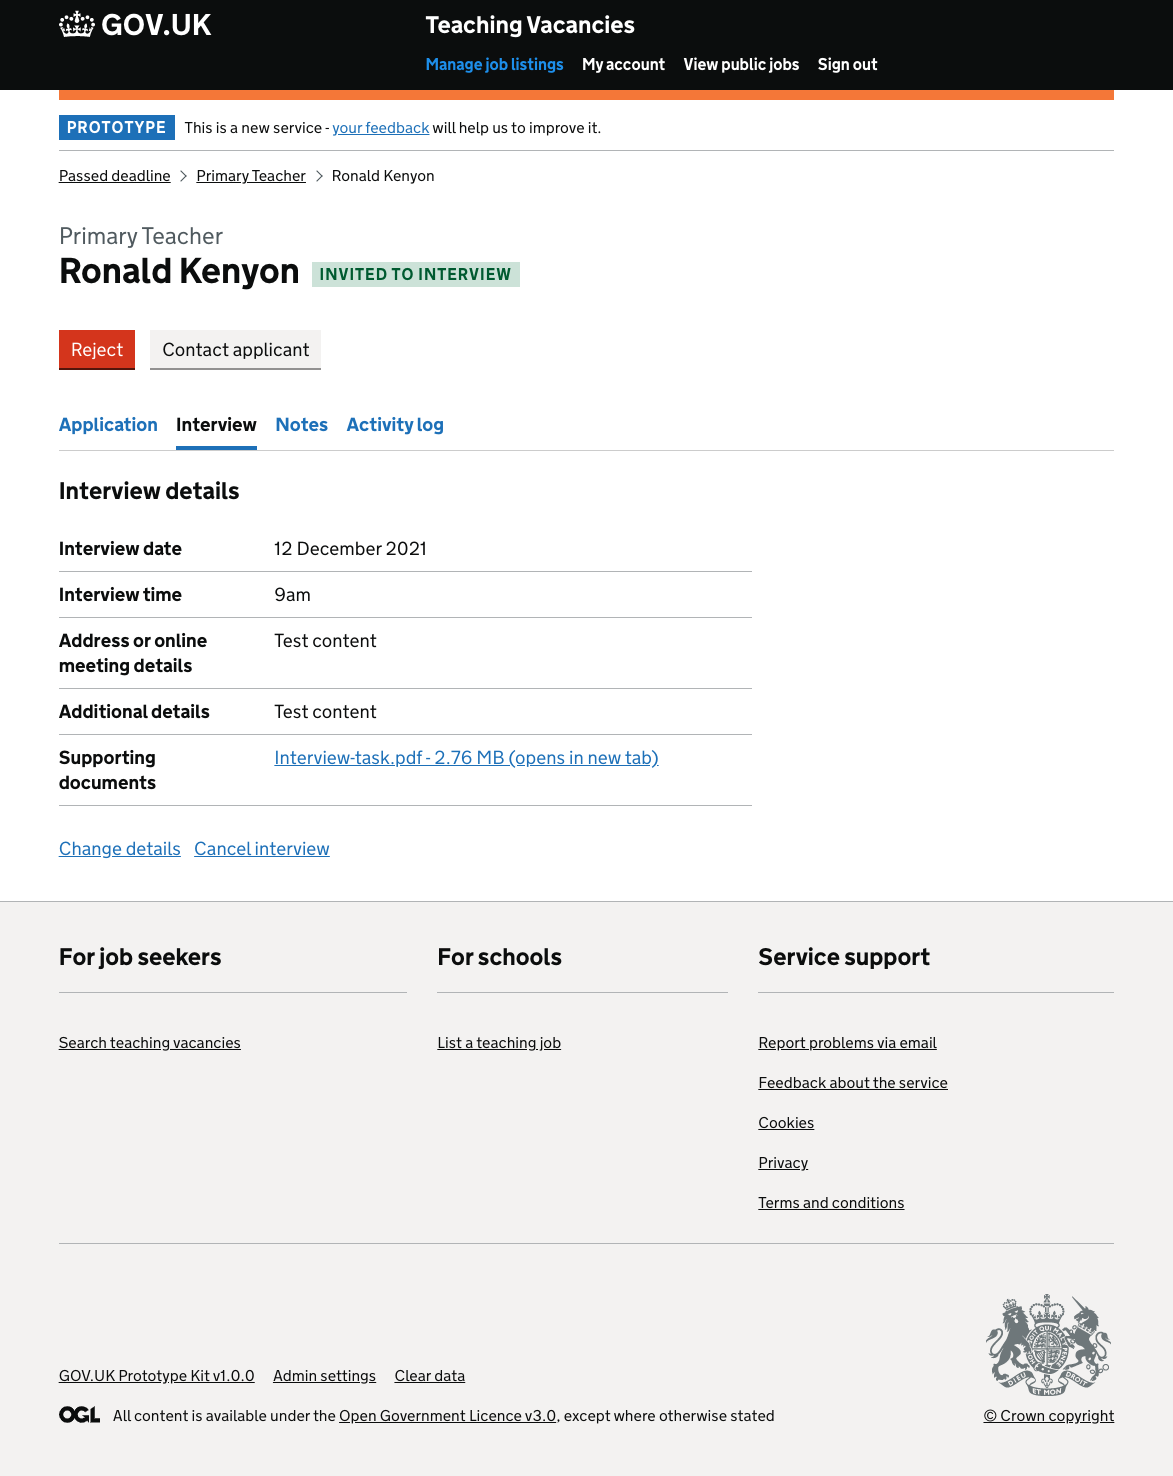 GOV.UK
Teaching Vacancies
Manage job listings My account View public jobs Sign out
PROTOTYPE This is a new service - your feedback will help us to improve it.
Passed deadline > Primary Teacher > Ronald Kenyon
Primary Teacher
Ronald Kenyon INVITED TO INTERVIEW
Reject Contact applicant
Application Interview Notes Activity log
Interview details
Interview date 12 December 2021
Interview time 9am
Address or online Test content
meeting details
Additional details Test content
Supporting Interview-task.pdf - 2.76 MB (opens in new tab)
documents
Change details Cancel interview
For job seekers
Search teaching vacancies
For schools
List a teaching job
Service support
Report problems via email
Feedback about the service
Cookies
Privacy
Terms and conditions
GOV.UK Prototype Kit v1.0.0 Admin settings Clear data
OGL All content is available under the Open Government Licence v3.0, except where otherwise stated
© Crown copyright